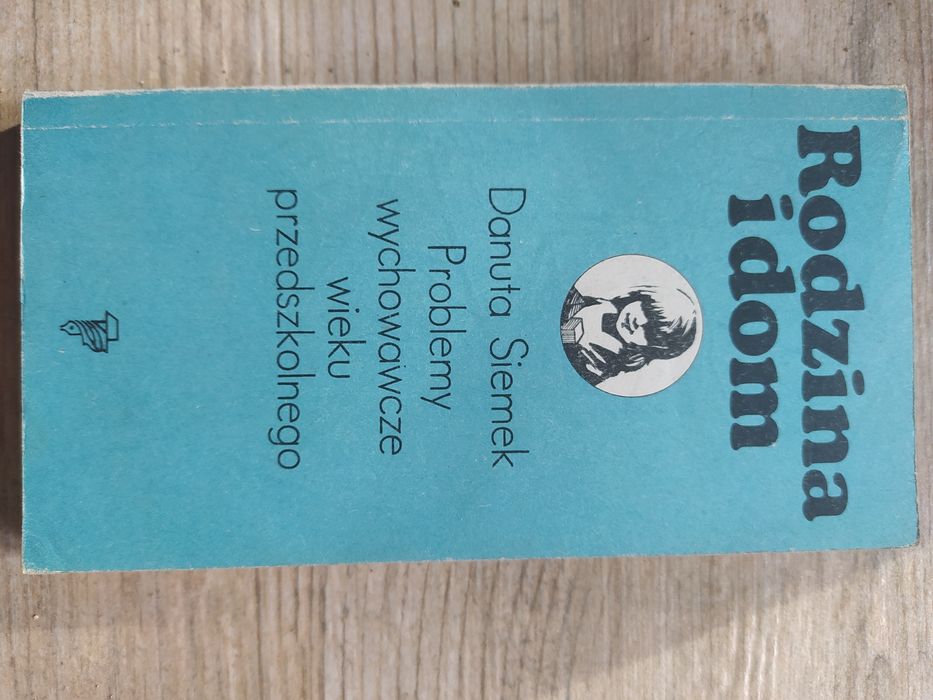 Rodzina
i dom
Danuta Siemek
Problemy
wychowawcze
wieku
przedszkolnego